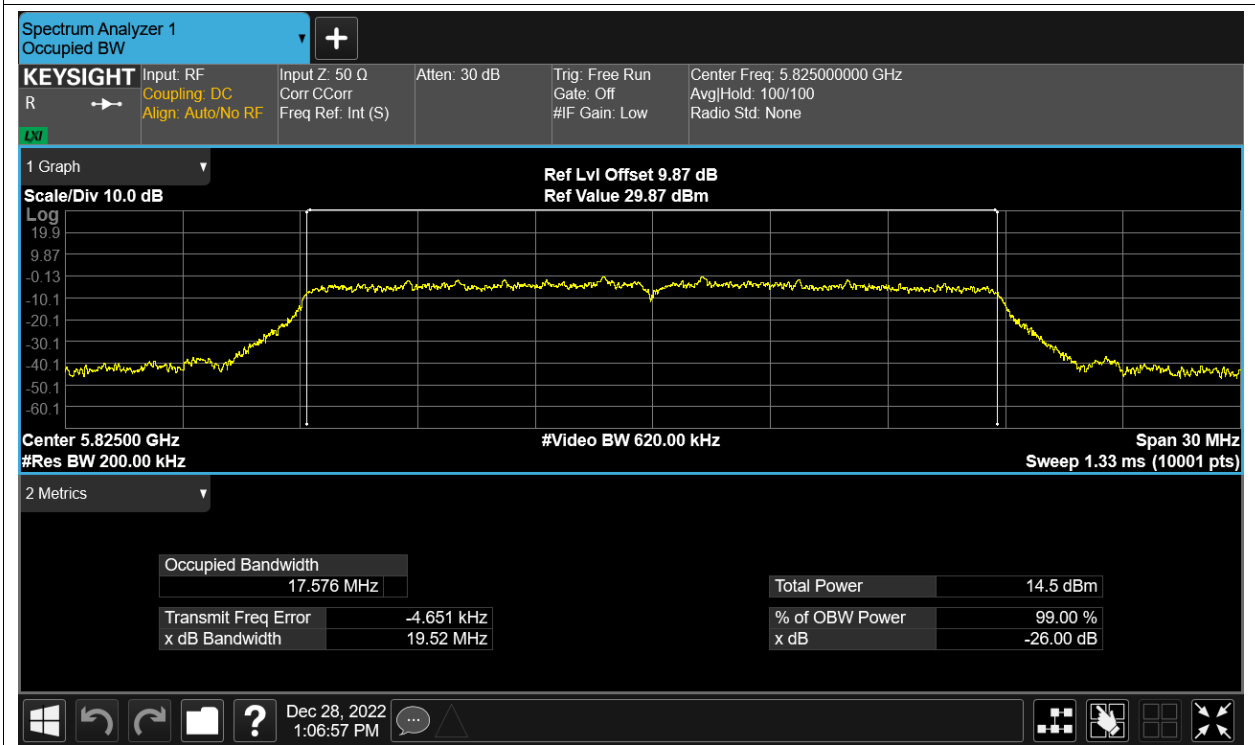 Spectrum Analyzer 1
Occupied BW
KEYSIGHT
R
LXI
Input: RF
Coupling: DC
Align: Auto/No RF
Input Z: 50 Ω
Corr CCorr
Freq Ref: Int (S)
Atten: 30 dB
Trig: Free Run
Gate: Off
#IF Gain: Low
Center Freq: 5.825000000 GHz
Avg|Hold: 100/100
Radio Std: None
1 Graph
Scale/Div 10.0 dB
Ref Lvl Offset 9.87 dB
Ref Value 29.87 dBm
Log
19.9
9.87
-0.13
-10.1
-20.1
-30.1
-40.1
-50.1
-60.1
Center 5.82500 GHz
#Res BW 200.00 kHz
#Video BW 620.00 kHz
Span 30 MHz
Sweep 1.33 ms (10001 pts)
2 Metrics
Occupied Bandwidth
17.576 MHz
Transmit Freq Error -4.651 kHz
x dB Bandwidth 19.52 MHz
Total Power 14.5 dBm
% of OBW Power 99.00 %
x dB -26.00 dB
?
Dec 28, 2022
1:06:57 PM